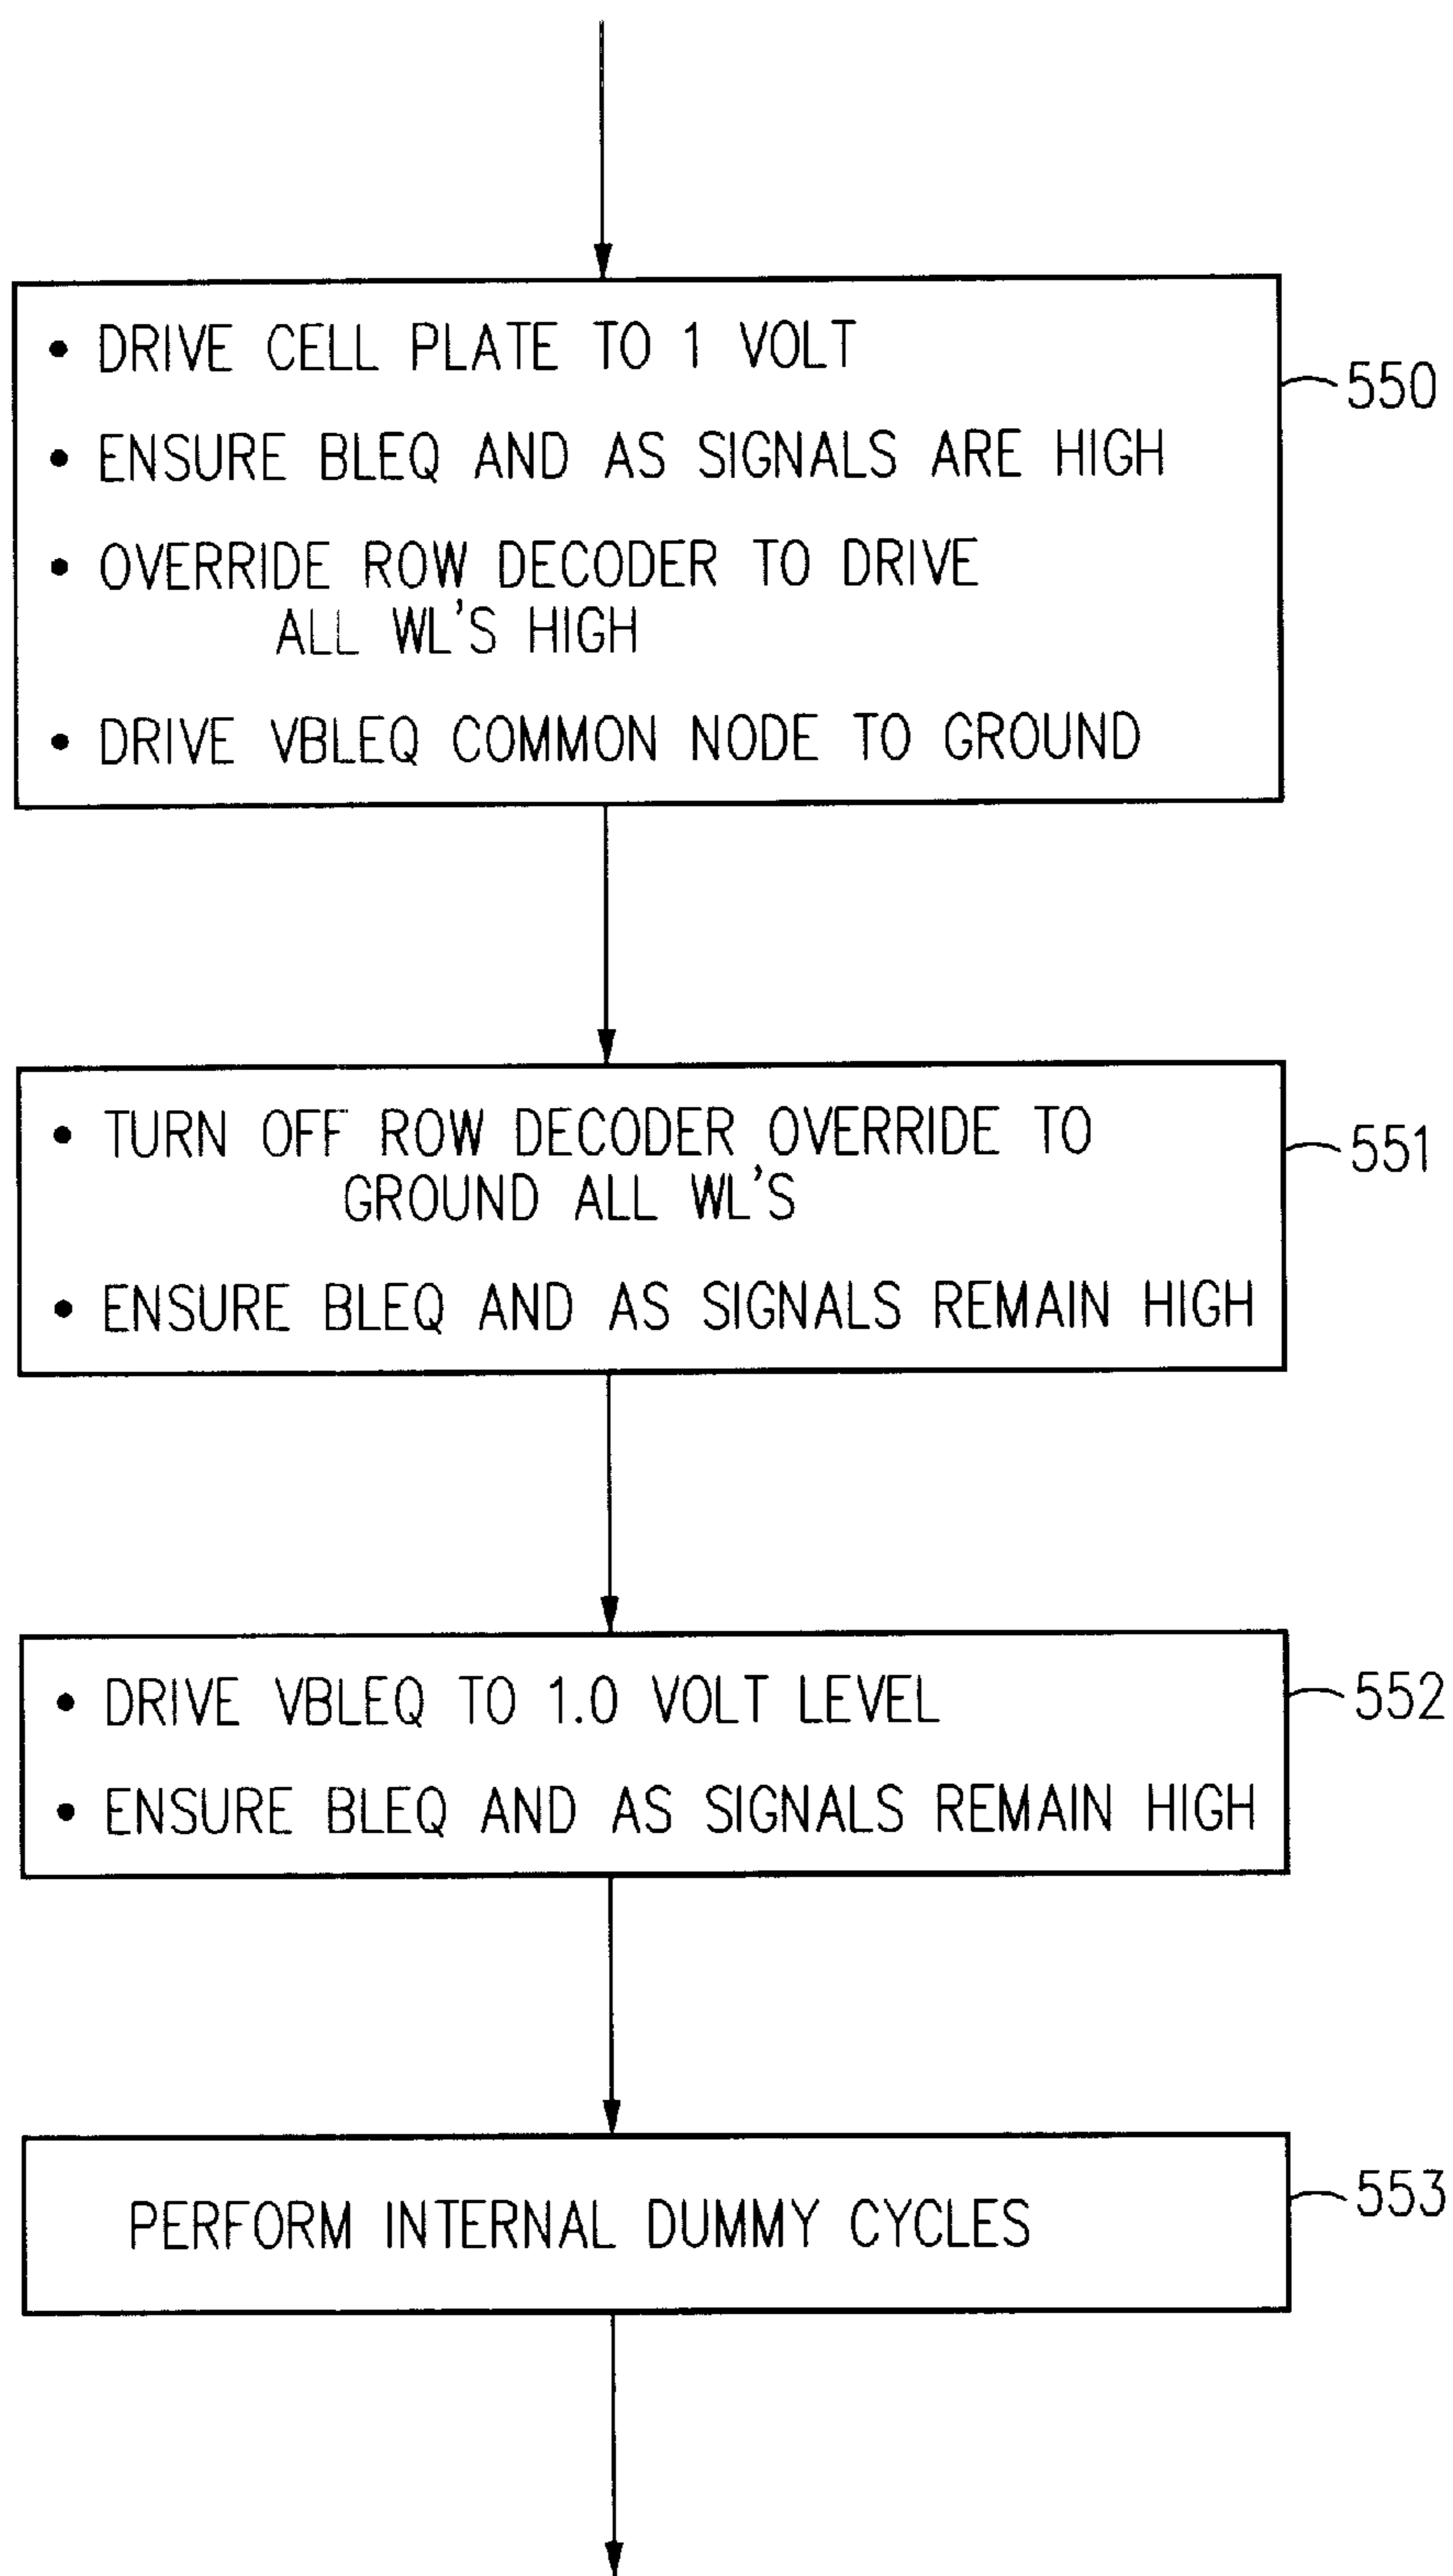 • DRIVE CELL PLATE TO 1 VOLT
550
• ENSURE BLEQ AND AS SIGNALS ARE HIGH
• OVERRIDE ROW DECODER TO DRIVE
ALL WL'S HIGH
• DRIVE VBLEQ COMMON NODE TO GROUND
• TURN OFF ROW DECODER OVERRIDE TO
551
GROUND ALL WL'S
• ENSURE BLEQ AND AS SIGNALS REMAIN HIGH
• DRIVE VBLEQ TO 1.0 VOLT LEVEL
552
• ENSURE BLEQ AND AS SIGNALS REMAIN HIGH
PERFORM INTERNAL DUMMY CYCLES
553